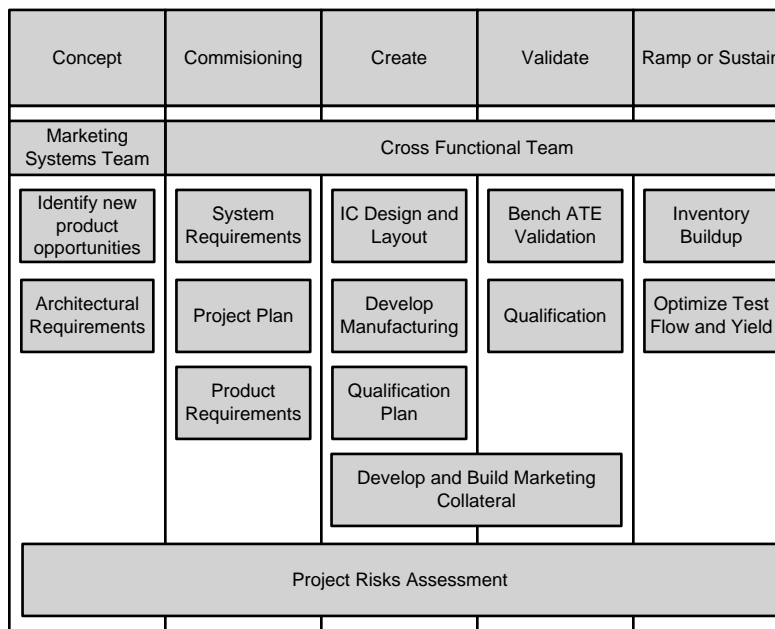 Concept
Commisioning
Create
Validate
Ramp or Sustain
Marketing
Systems Team
Cross Functional Team
Identify new
product
opportunities
System
Requirements
IC Design and
Layout
Bench ATE
Validation
Inventory
Buildup
Architectural
Requirements
Project Plan
Develop
Manufacturing
Qualification
Optimize Test
Flow and Yield
Product
Requirements
Qualification
Plan
Develop and Build Marketing
Collateral
Project Risks Assessment